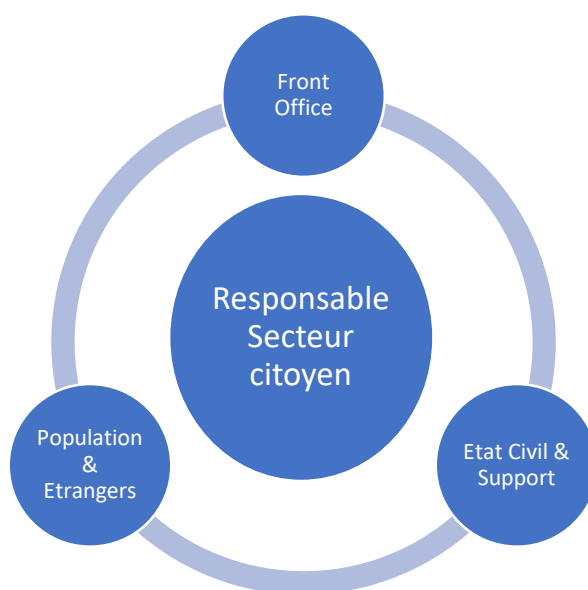 Front
Office
Responsable
Secteur
citoyen
Population
&
Etrangers
Etat Civil &
Support